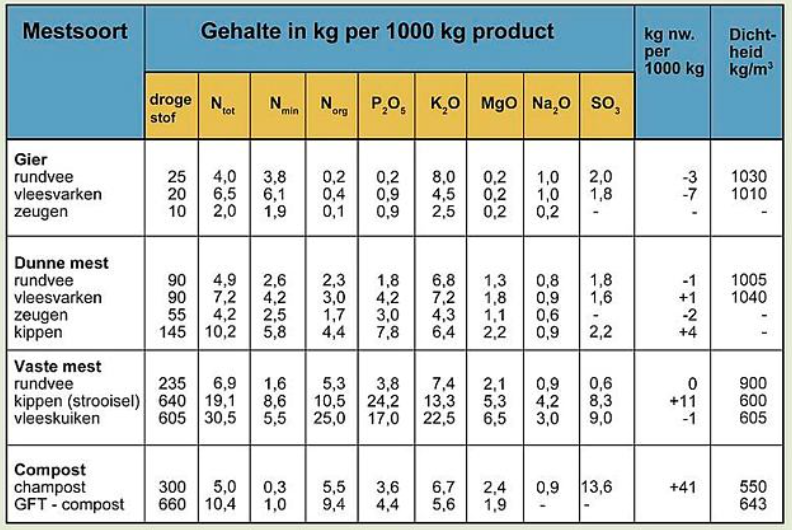 Mestsoort Gehalte in kg per 1000 kg product kg nw. per 1000 kg Dicht-heid kg/m³
droge stof N tot N min N org P₂O₅ K₂O MgO Na₂O SO₃
Gier
rundvee 25 4,0 3,8 0,2 0,2 8,0 0,2 1,0 2,0 -3 1030
vleesvarken 20 6,5 6,1 0,4 0,9 4,5 0,2 1,0 1,8 -7 1010
zeugen 10 2,0 1,9 0,1 0,9 2,5 0,2 0,2 - - -
Dunne mest
rundvee 90 4,9 2,6 2,3 1,8 6,8 1,3 0,8 1,8 -1 1005
vleesvarken 90 7,2 4,2 3,0 4,2 7,2 1,8 0,9 1,6 +1 1040
zeugen 55 4,2 2,5 1,7 3,0 4,3 1,1 0,6 - -2 -
kippen 145 10,2 5,8 4,4 7,8 6,4 2,2 0,9 2,2 +4 -
Vaste mest
rundvee 235 6,9 1,6 5,3 3,8 7,4 2,1 0,9 0,6 0 900
kippen (strooisel) 640 19,1 8,6 10,5 24,2 13,3 5,3 4,2 8,3 +11 600
vleeskuiken 605 30,5 5,5 25,0 17,0 22,5 6,5 3,0 9,0 -1 605
Compost
champost 300 5,0 0,3 5,5 3,6 6,7 2,4 0,9 13,6 +41 550
GFT - compost 660 10,4 1,0 9,4 4,4 5,6 1,9 - - 643